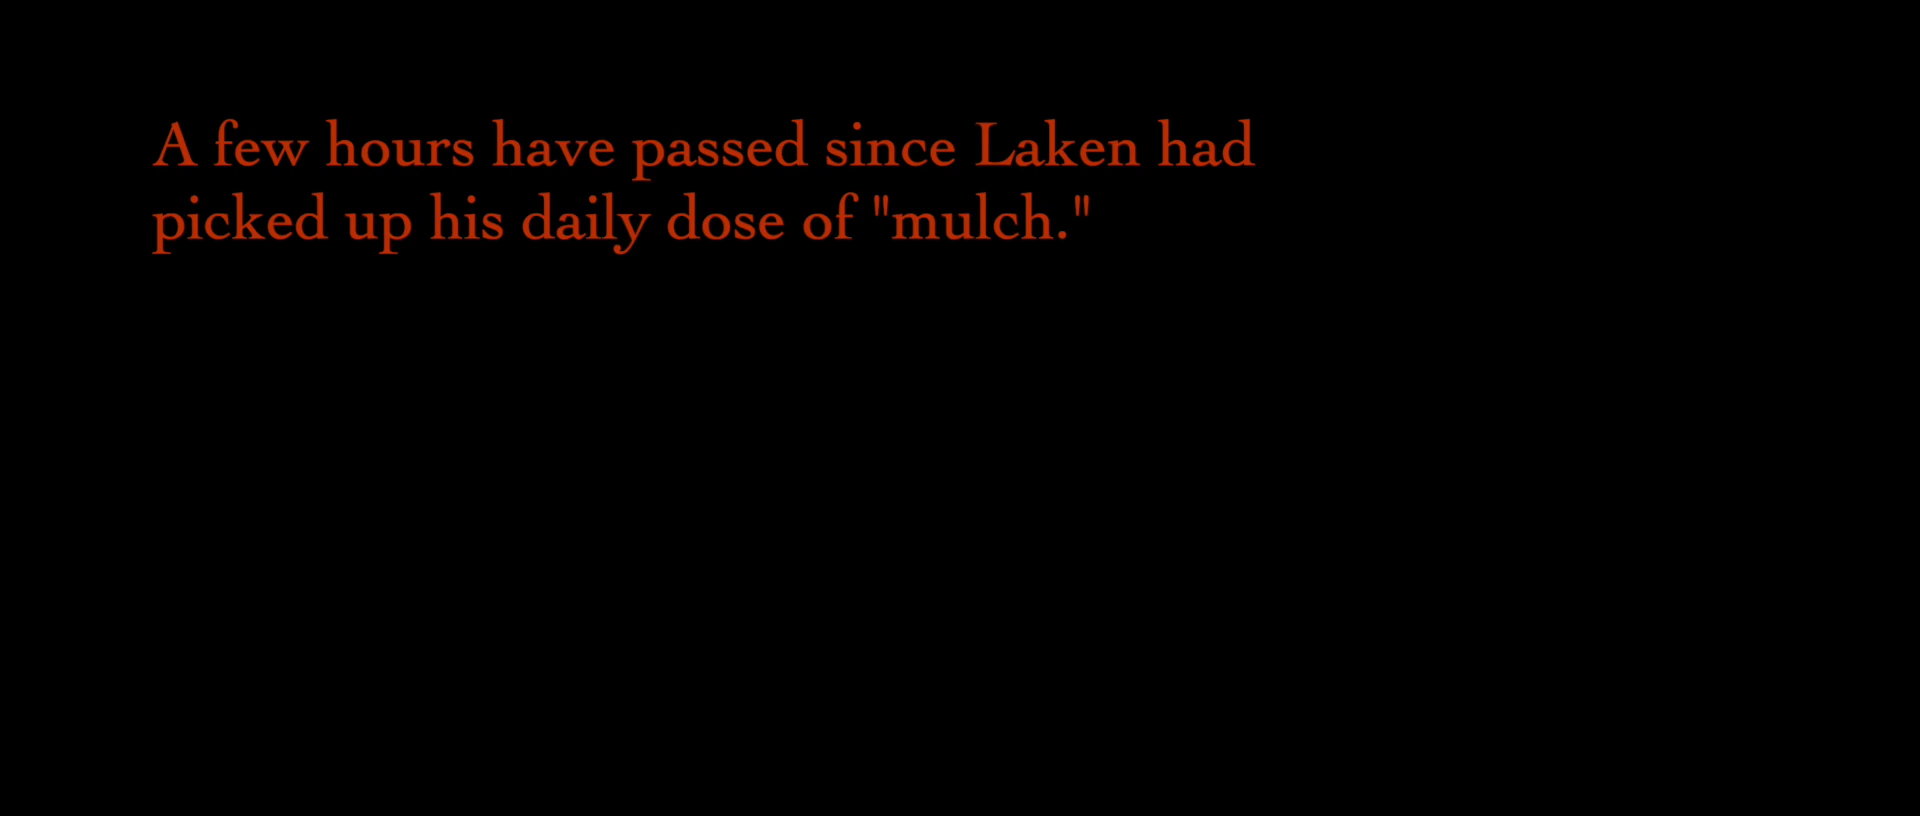 A few hours have passed since Laken had
picked up his daily dose of "mulch."